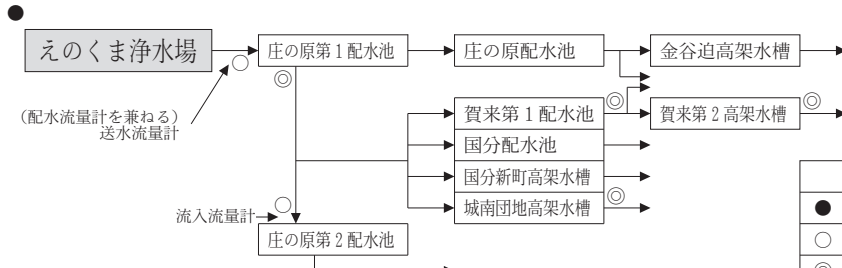 ●
えのくま浄水場
庄の原第1配水池
庄の原配水池
金谷迫高架水槽
○
◎
(配水流量計を兼ねる)
送水流量計
賀来第1配水池
◎
賀来第2高架水槽
◎
国分配水池
国分新町高架水槽
城南団地高架水槽
◎
流入流量計
○
庄の原第2配水池
●
○